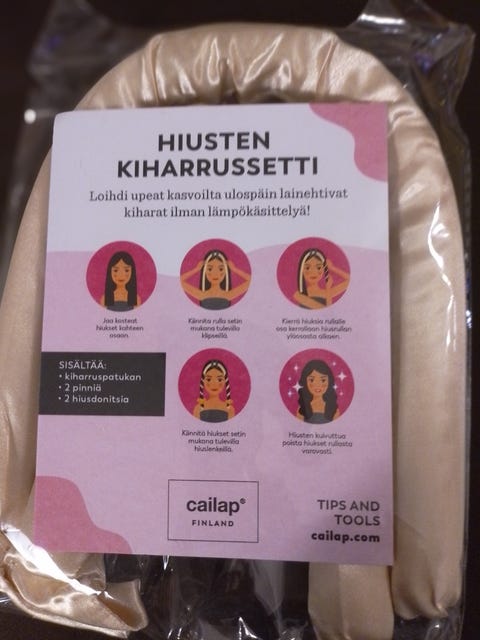 HIUSTEN
KIHARRUSSETTI
Loihdi upeat kasvoilta ulospäin lainehtivat
kiharat ilman lämpökäsittelyä!
Jaa kosteat
hiukset kahteen
osaan.
Kiinnitä rulla setin
mukana tulevilla
klipseillä.
Kierrä hiuksia rullalle
osa kerrallaan hiusrullan
yläosasta alkaen.
SISÄLTÄÄ:
• kiharruspatukan
• 2 pinniä
• 2 hiusdonitsia
Kiinnitä hiukset setin
mukana tulevilla
hiuslenkeillä.
Hiusten kuivuttua
poista hiukset rullasta
varovasti.
cailap®
FINLAND
TIPS AND
TOOLS
cailap.com